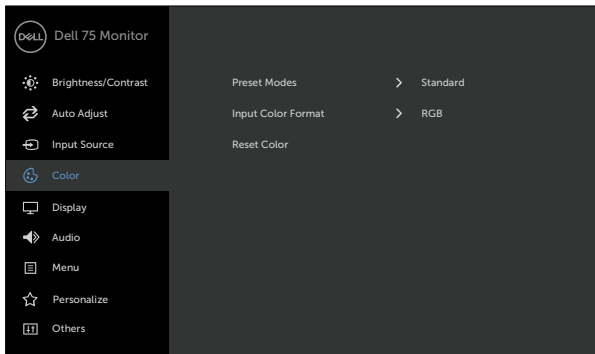 DELL Dell 75 Monitor
Brightness/Contrast
Auto Adjust
Input Source
Color
Display
Audio
Menu
Personalize
Others
Preset Modes > Standard
Input Color Format > RGB
Reset Color